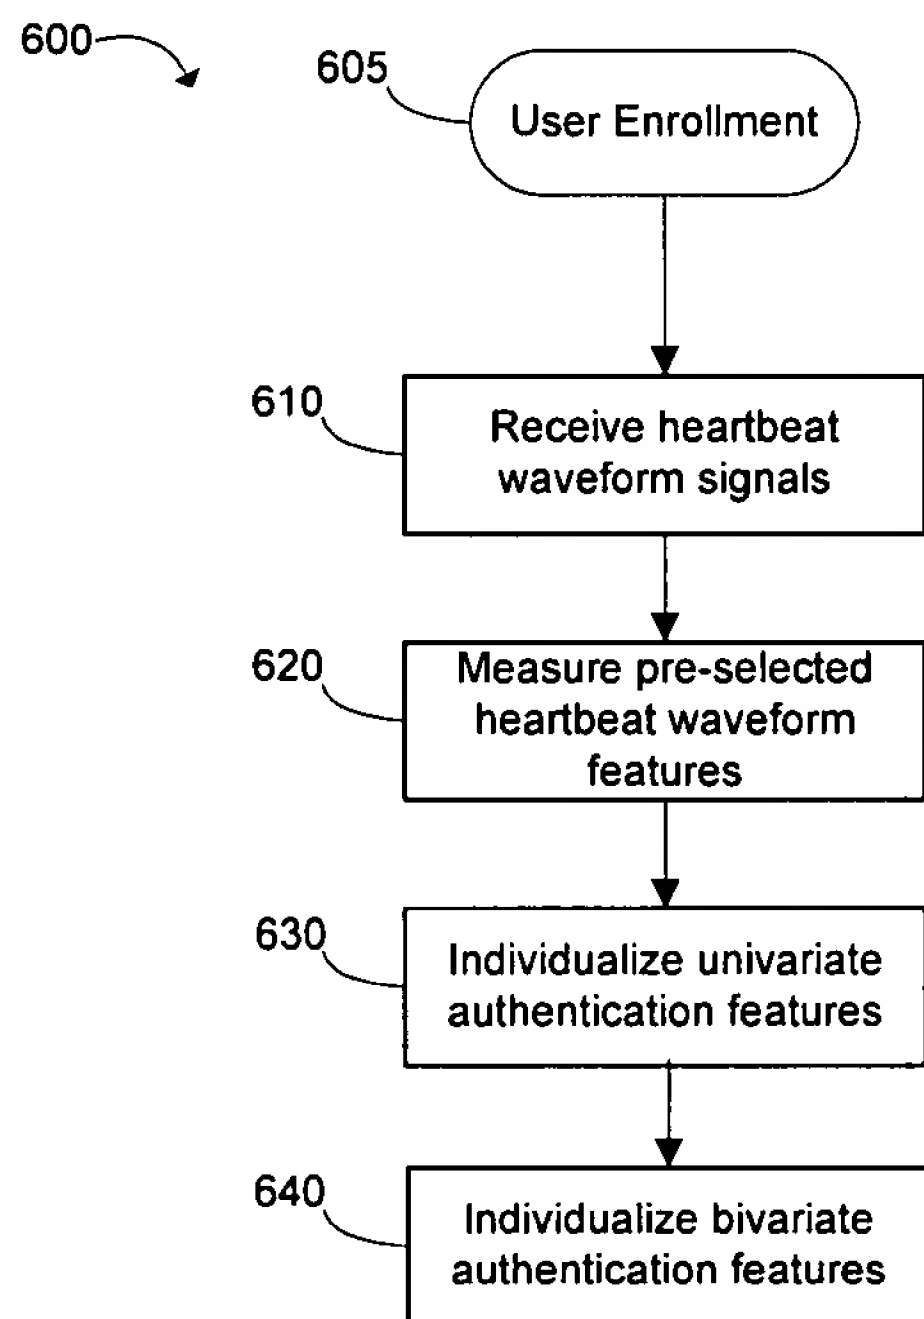 600
605
User Enrollment
610
Receive heartbeat
waveform signals
620
Measure pre-selected
heartbeat waveform
features
630
Individualize univariate
authentication features
640
Individualize bivariate
authentication features